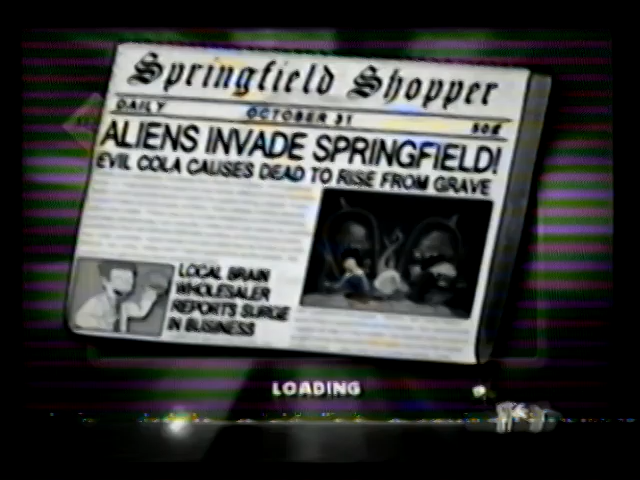 Springfield Shopper
DAILY OCTOBER 31 50¢
ALIENS INVADE SPRINGFIELD!
EVIL COLA CAUSES DEAD TO RISE FROM GRAVE
LOCAL BRAIN
WHOLESALER
REPORTS SURGE
IN BUSINESS
LOADING